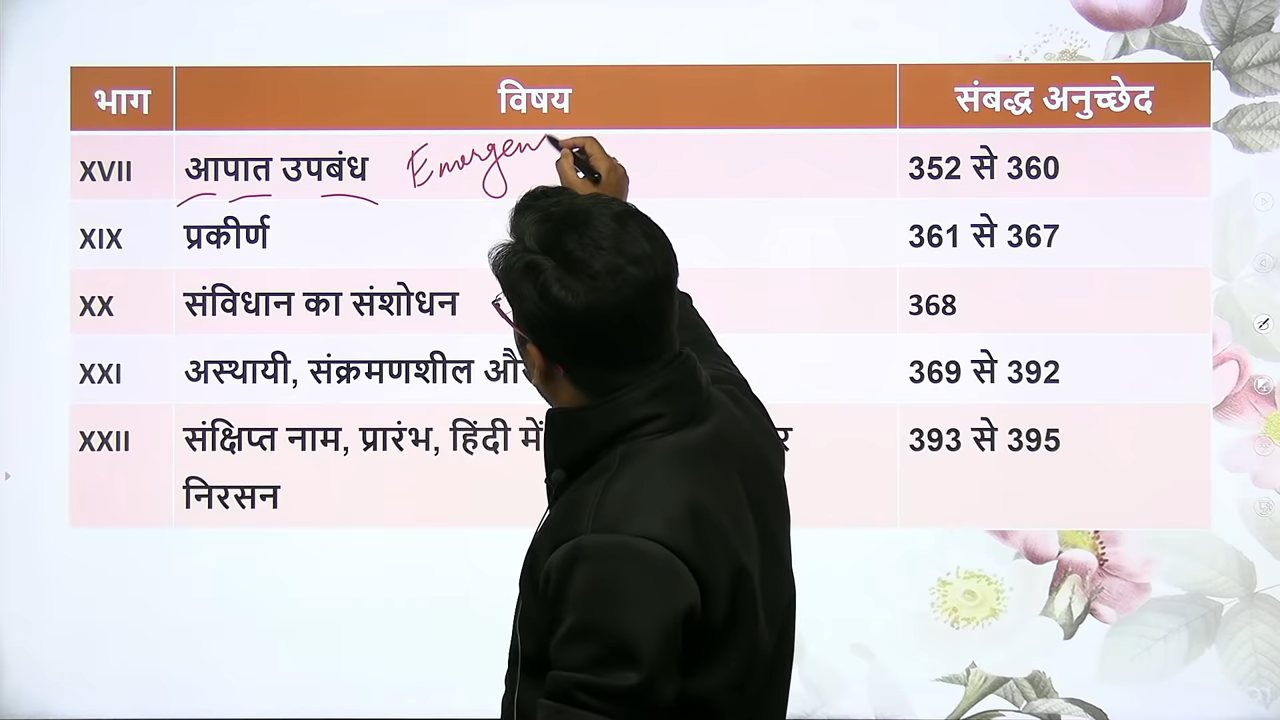 भाग विषय संबद्ध अनुच्छेद
XVII आपात उपबंध Emergen 352 से 360
XIX प्रकीर्ण 361 से 367
XX संविधान का संशोधन 368
XXI अस्थायी, संक्रमणशील 369 से 392
XXII संक्षिप्त नाम, प्रारंभ, हिंदी में 393 से 395
निरसन